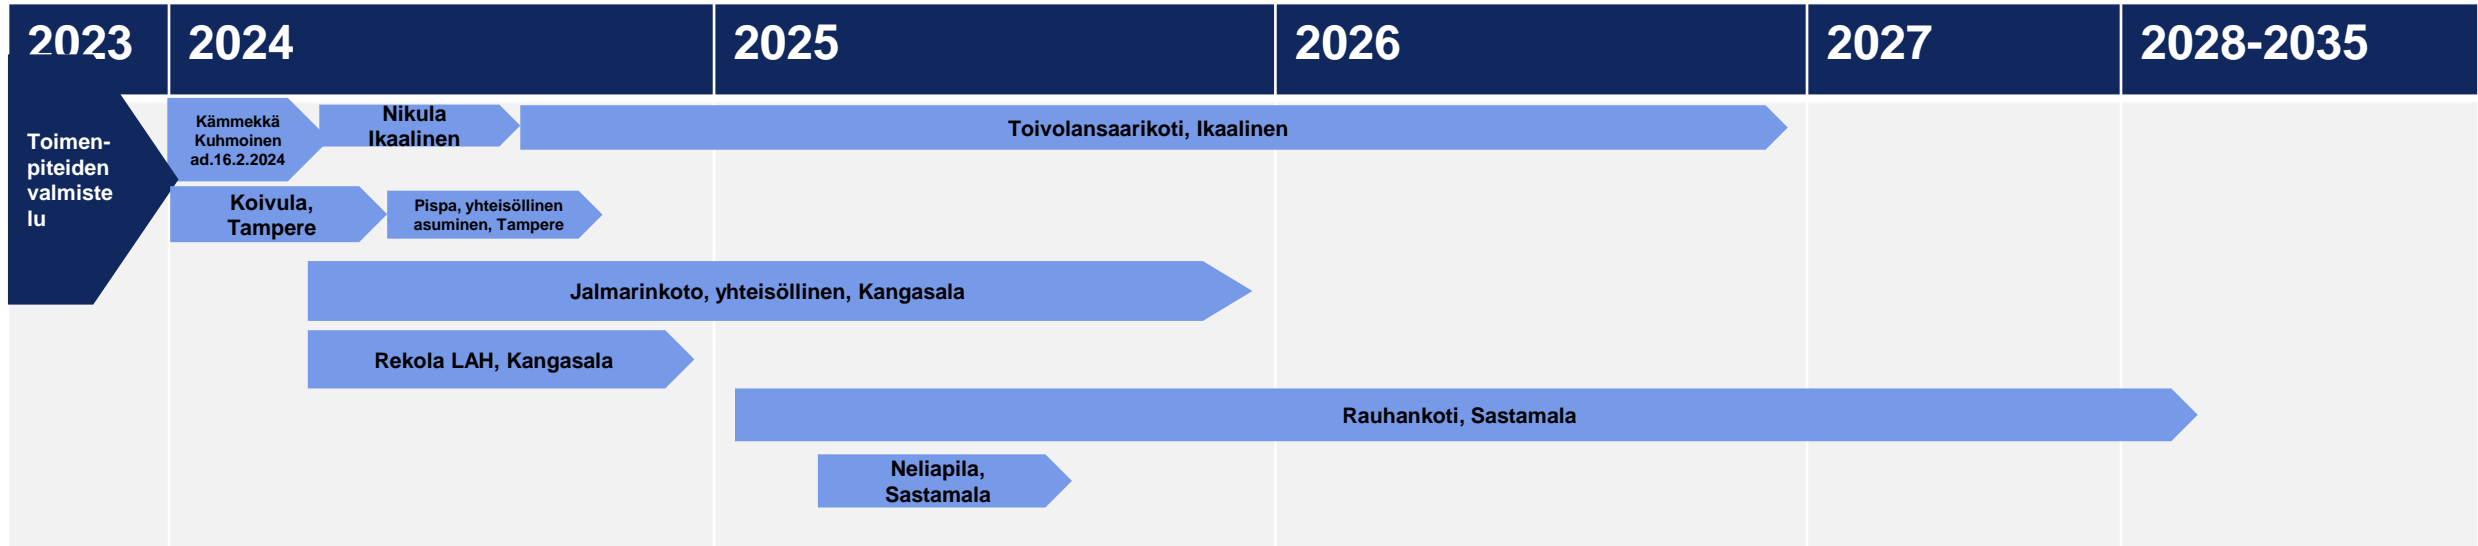 2023
2024
2025
2026
2027
2028-2035
Toimen-
piteiden
valmiste
lu
Kämmekkä
Kuhmoinen
ad.16.2.2024
Nikula
Ikaalinen
Toivolansaarikoti, Ikaalinen
Koivula,
Tampere
Pispa, yhteisöllinen
asuminen, Tampere
Jalmarinkoto, yhteisöllinen, Kangasala
Rekola LAH, Kangasala
Rauhankoti, Sastamala
Neliapila,
Sastamala